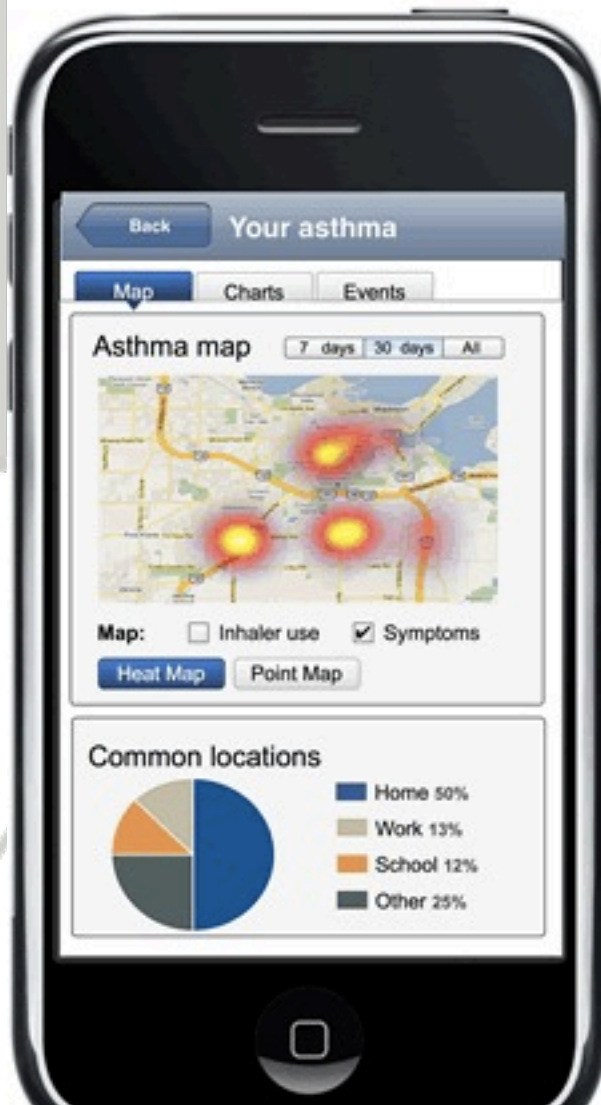 Back Your asthma
Map Charts Events
Asthma map 7 days 30 days All
Map: Inhaler use Symptoms
Heat Map Point Map
Common locations
Home 50%
Work 13%
School 12%
Other 25%